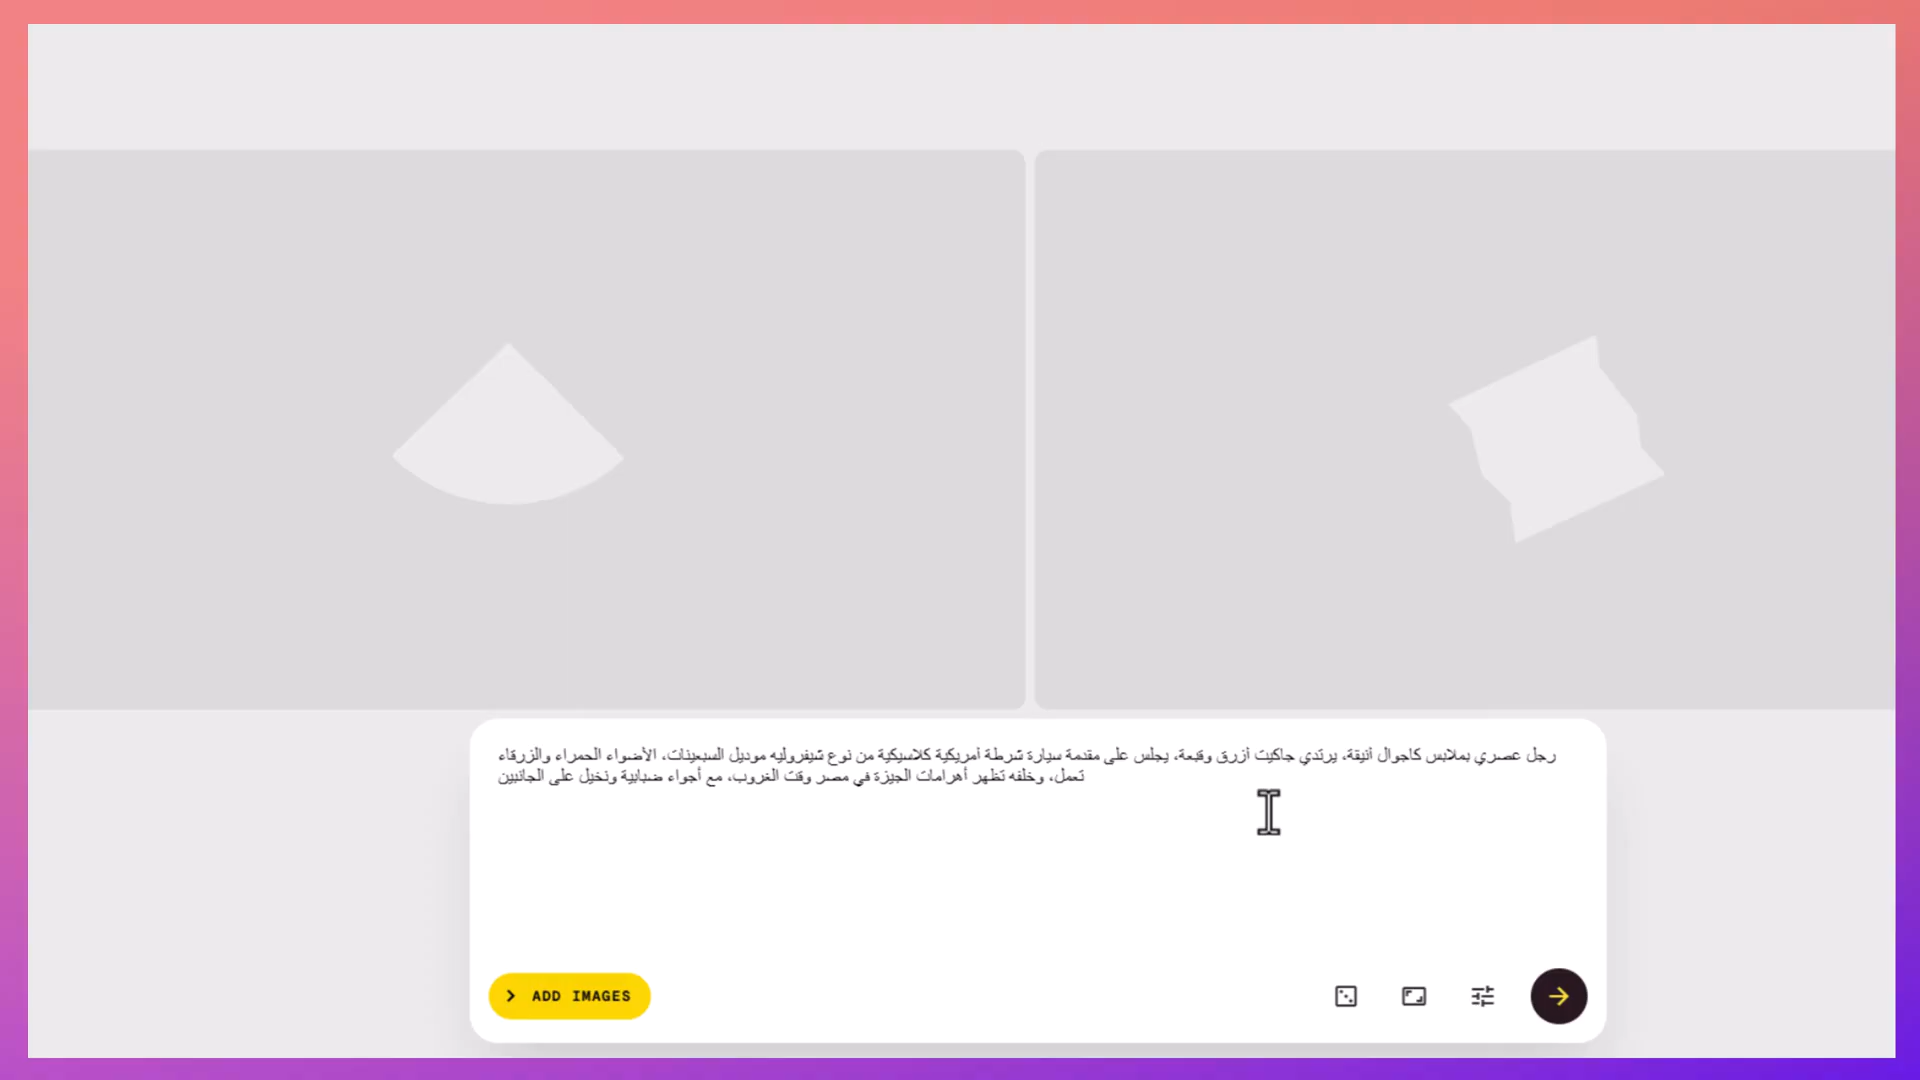 رجل عصري بملابس كاجوال أنيقة، يرتدي جاكيت أزرق وقبعة، يجلس على مقدمة سيارة شرطة أمريكية كلاسيكية من نوع شيفروليه موديل السبعينات، الأضواء الحمراء والزرقاء
تعمل، وخلفه تظهر أهرامات الجيزة في مصر وقت الغروب، مع أجواء ضبابية ونخيل على الجانبين
ADD IMAGES